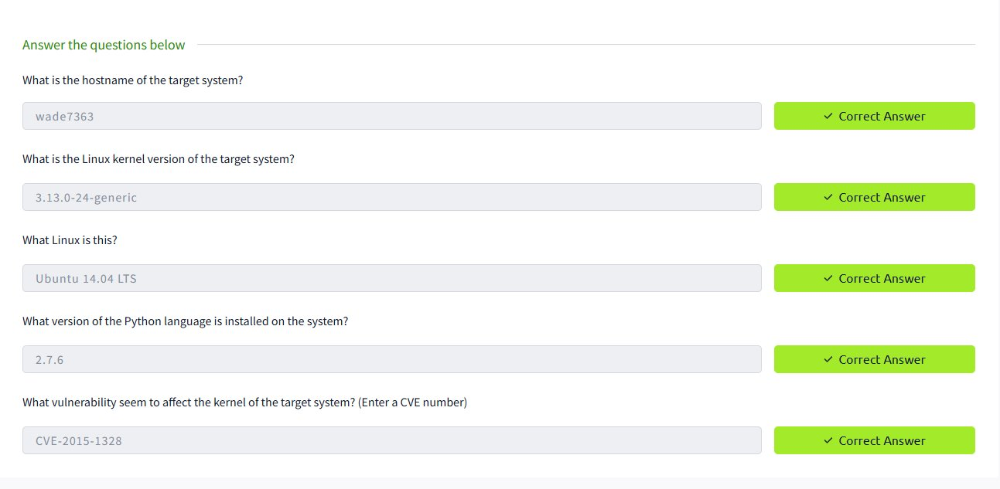 Answer the questions below
What is the hostname of the target system?
wade7363
Correct Answer
What is the Linux kernel version of the target system?
3.13.0-24-generic
Correct Answer
What Linux is this?
Ubuntu 14.04 LTS
Correct Answer
What version of the Python language is installed on the system?
2.7.6
Correct Answer
What vulnerability seem to affect the kernel of the target system? (Enter a CVE number)
CVE-2015-1328
Correct Answer